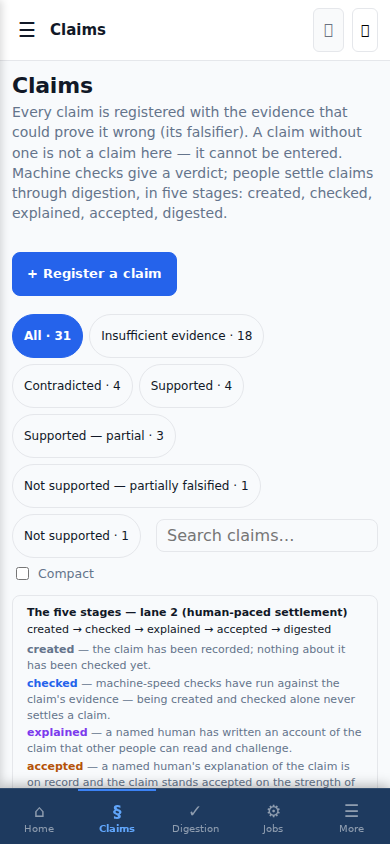 ☰ Claims
Claims
Every claim is registered with the evidence that
could prove it wrong (its falsifier). A claim without
one is not a claim here — it cannot be entered.
Machine checks give a verdict; people settle claims
through digestion, in five stages: created, checked,
explained, accepted, digested.
+ Register a claim
All · 31 Insufficient evidence · 18
Contradicted · 4 Supported · 4
Supported — partial · 3
Not supported — partially falsified · 1
Not supported · 1 Search claims...
Compact
The five stages — lane 2 (human-paced settlement)
created → checked → explained → accepted → digested
created — the claim has been recorded; nothing about it
has been checked yet.
checked — machine-speed checks have run against the
claim's evidence — being created and checked alone never
settles a claim.
explained — a named human has written an account of the
claim that other people can read and challenge.
accepted — a named human's explanation of the claim is
on record and the claim stands accepted on the strength of
Home § Claims ✓ Digestion Jobs ☰ More